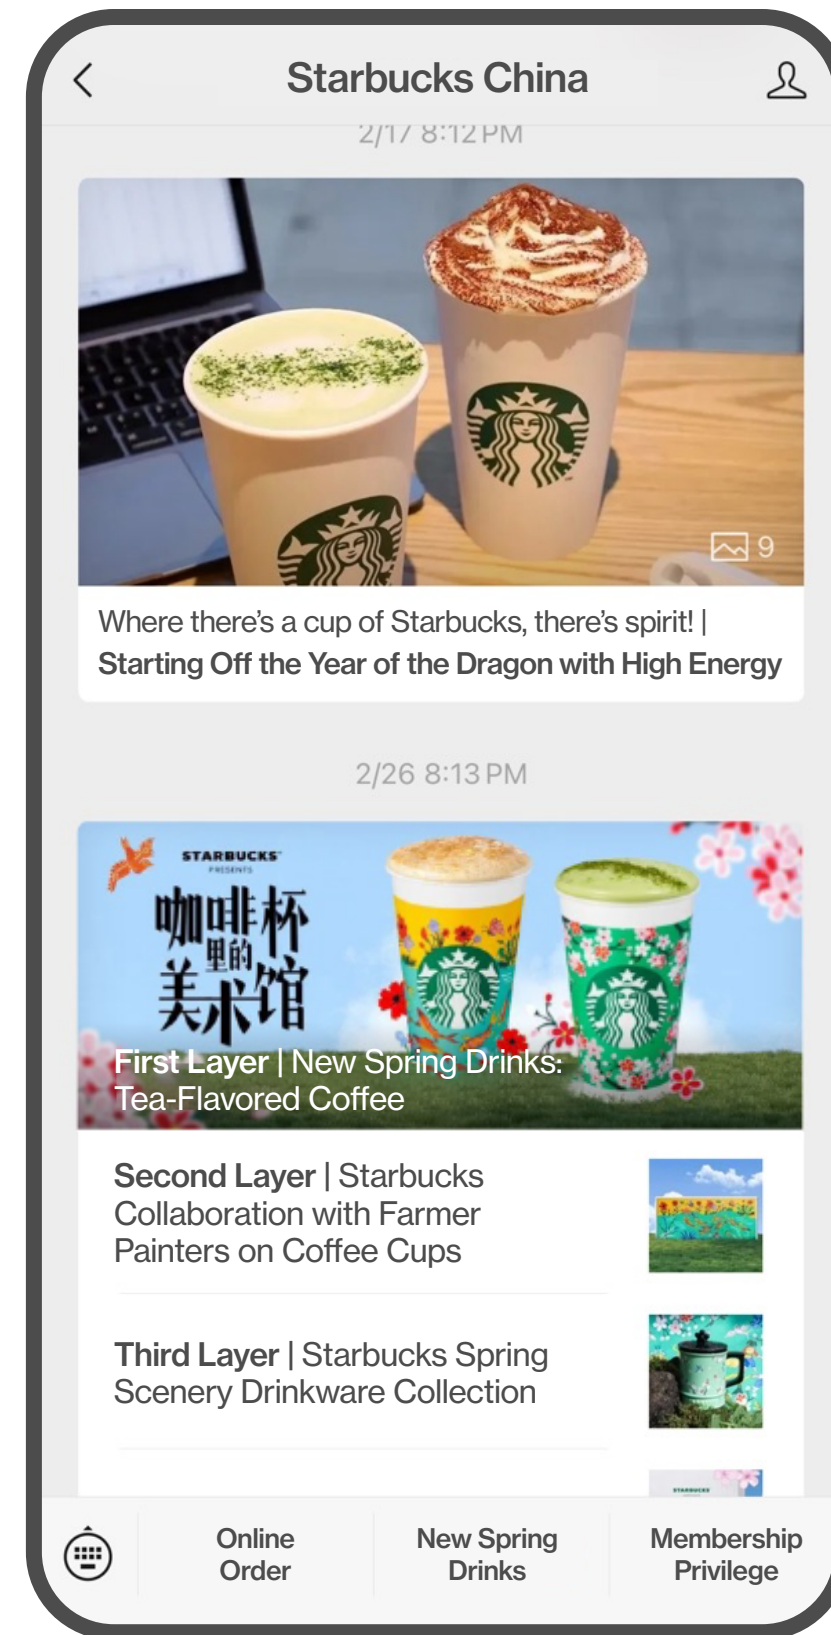 Starbucks China
2/17 8:12 PM
9
Where there's a cup of Starbucks, there's spirit! |
Starting Off the Year of the Dragon with High Energy
2/26 8:13 PM
STARBUCKS
PRESENTS
咖啡杯
里的
美术馆
First Layer | New Spring Drinks:
Tea-Flavored Coffee
Second Layer | Starbucks
Collaboration with Farmer
Painters on Coffee Cups
Third Layer | Starbucks Spring
Scenery Drinkware Collection
STARBUCKS
Online
Order
New Spring
Drinks
Membership
Privilege